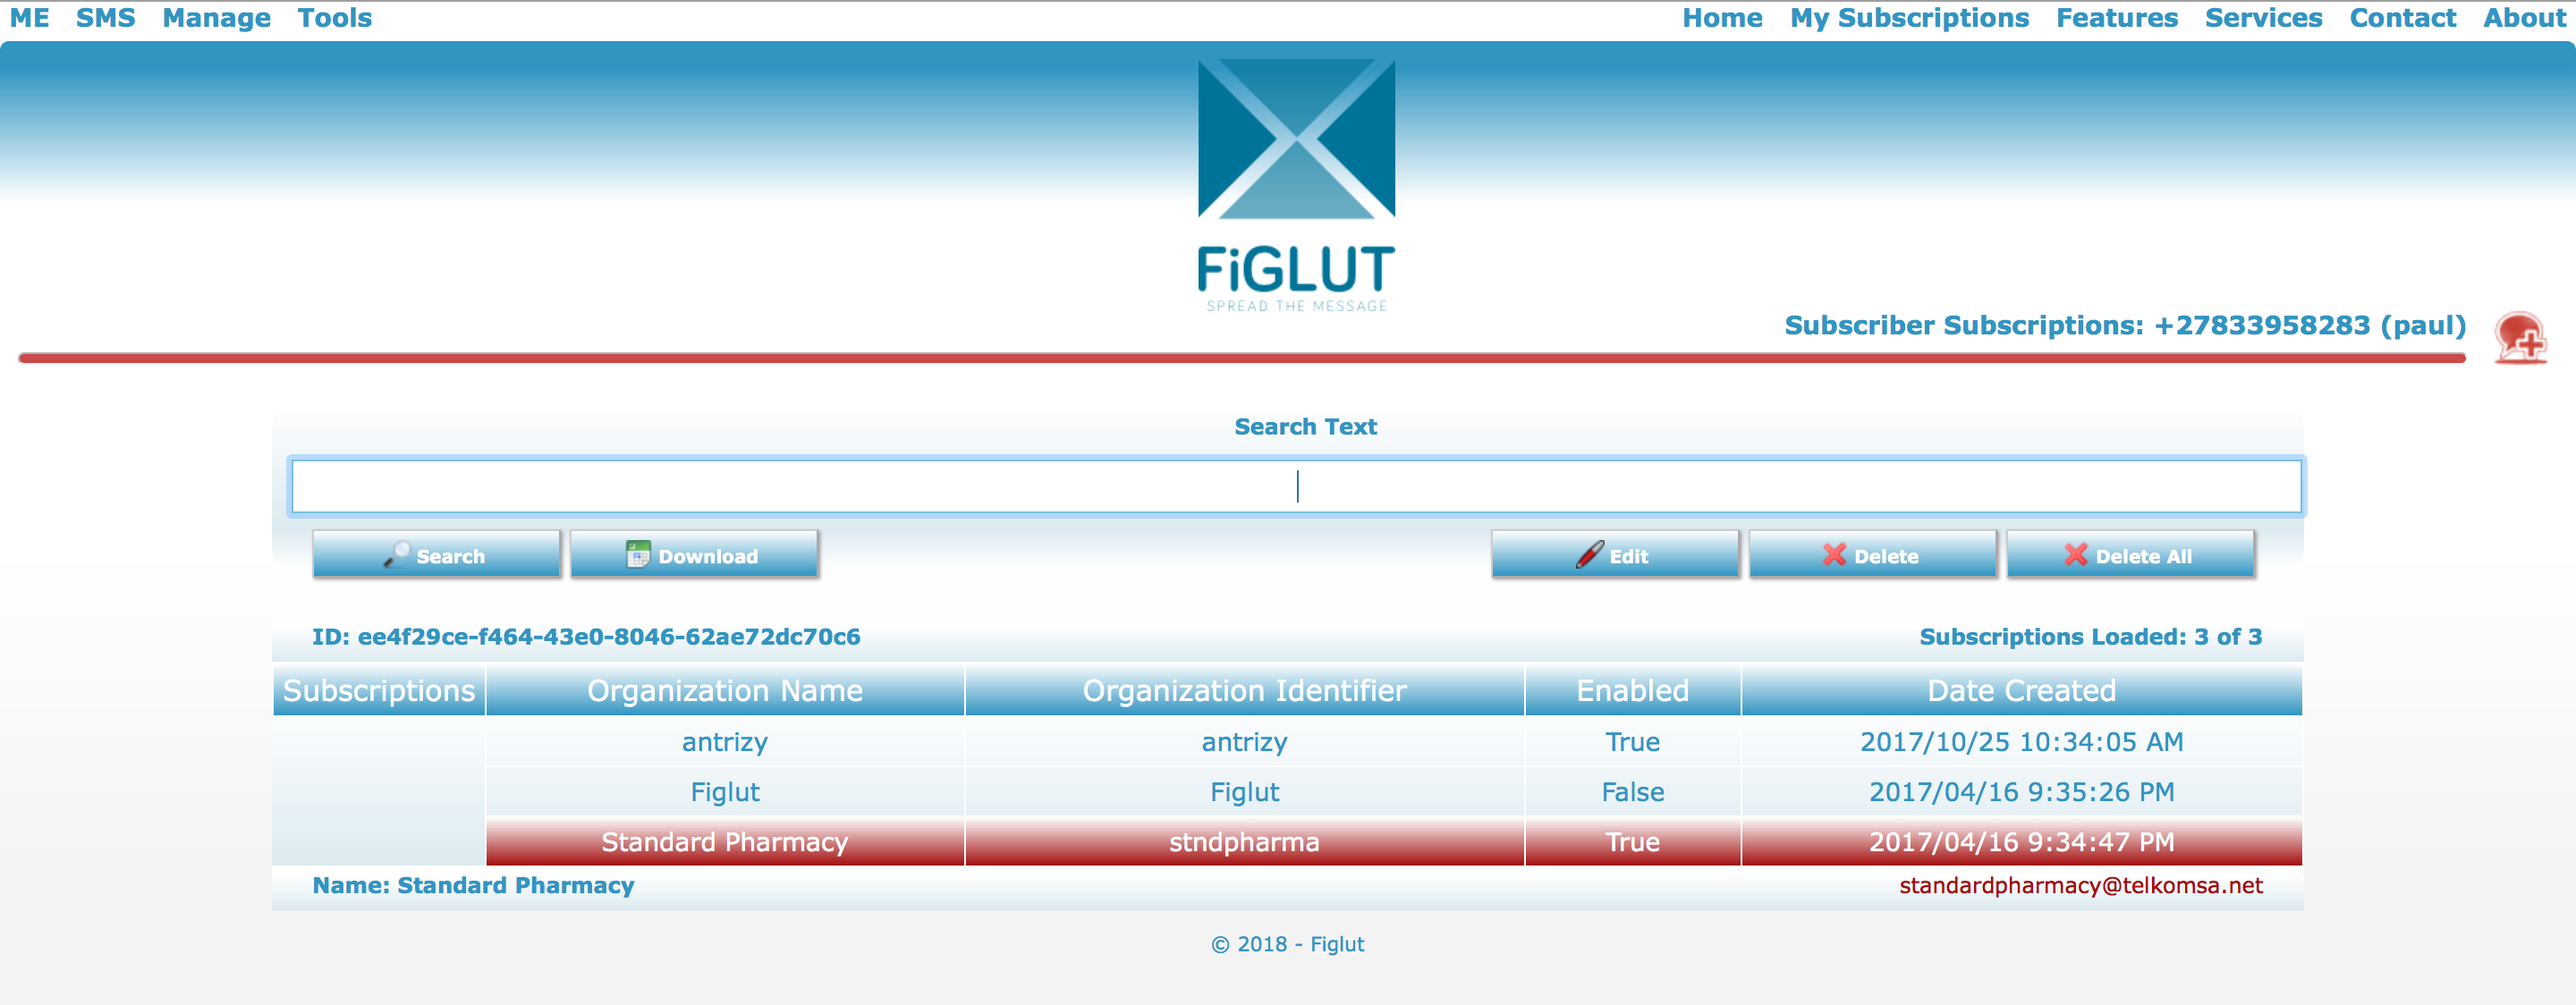 ME SMS Manage Tools Home My Subscriptions Features Services Contact About
FiGLUT
SPREAD THE MESSAGE
Subscriber Subscriptions: +27833958283 (paul)
Search Text
Search Download Edit Delete Delete All
ID: ee4f29ce-f464-43e0-8046-62ae72dc70c6 Subscriptions Loaded: 3 of 3
Subscriptions Organization Name Organization Identifier Enabled Date Created
antrizy antrizy True 2017/10/25 10:34:05 AM
Figlut Figlut False 2017/04/16 9:35:26 PM
Standard Pharmacy stndpharma True 2017/04/16 9:34:47 PM
Name: Standard Pharmacy standardpharmacy@telkomsa.net
© 2018 - Figlut